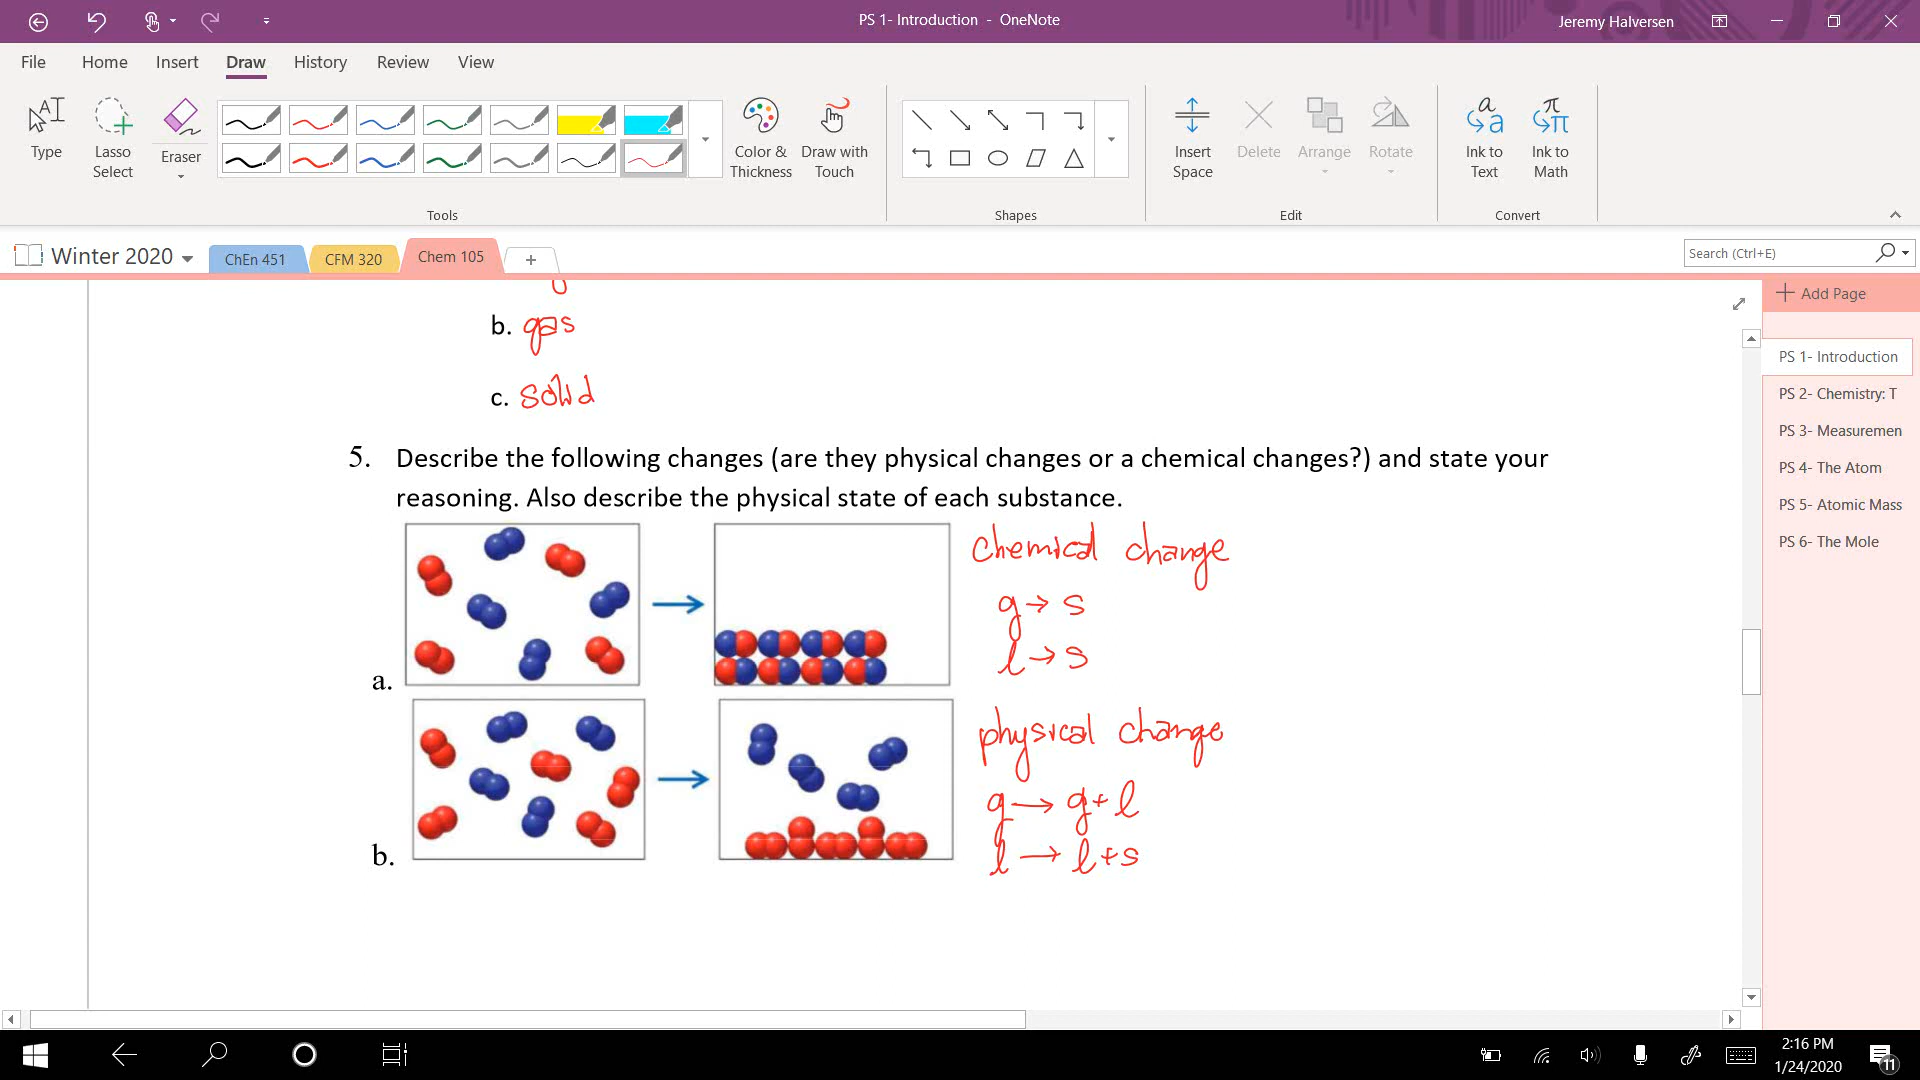 PS 1- Introduction - OneNote
Jeremy Halversen
File Home Insert Draw History Review View
Type
Lasso Select
Eraser
Color & Thickness
Draw with Touch
Insert Space
Delete
Arrange
Rotate
Ink to Text
Ink to Math
Tools
Shapes
Edit
Convert
Winter 2020
ChEn 451
CFM 320
Chem 105
Search (Ctrl+E)
Add Page
PS 1- Introduction
PS 2- Chemistry: T
PS 3- Measuremen
PS 4- The Atom
PS 5- Atomic Mass
PS 6- The Mole
b. gas
c. solid
5. Describe the following changes (are they physical changes or a chemical changes?) and state your
reasoning. Also describe the physical state of each substance.
a.
chemical change
g → s
l → s
b.
physical change
g → g + l
l → l + s
2:16 PM
1/24/2020
11